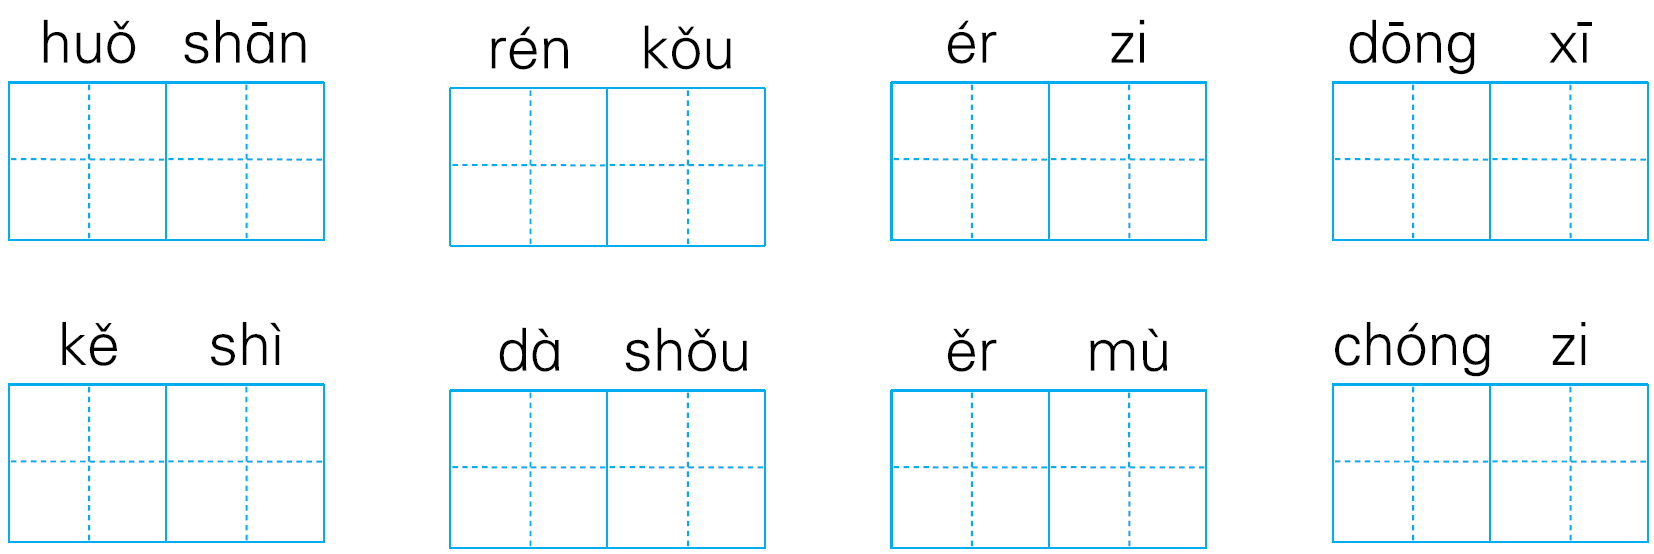 huǒ shān rén kǒu ér zi dōng xī
kě shì dà shǒu ěr mù chóng zi